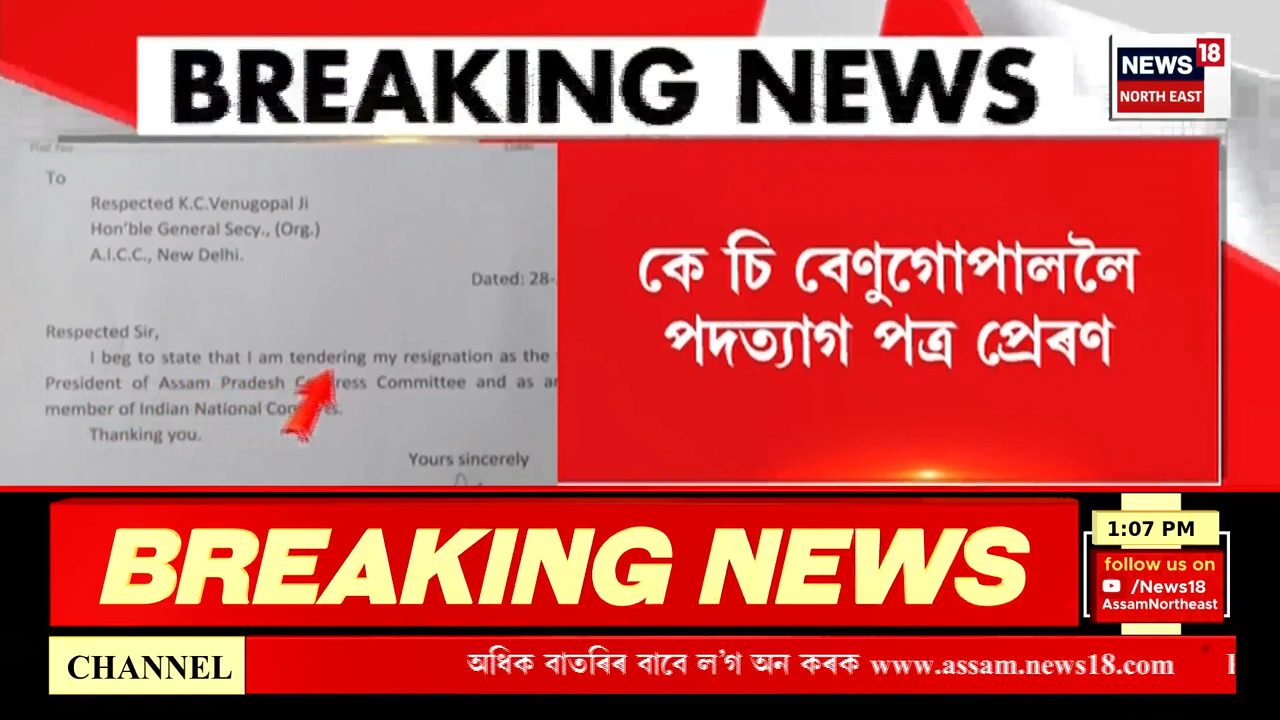 BREAKING NEWS
NEWS 18
NORTH EAST
To
Respected K.C.Venugopal Ji
Hon'ble General Secy., (Org.)
A.I.C.C., New Delhi.
Dated: 28-
Respected Sir,
I beg to state that I am tendering my resignation as the
President of Assam Pradesh Committee and as
member of Indian National
Thanking you.
Yours sincerely
কে চি বেণুগোপাললৈ
পদত্যাগ পত্ৰ প্ৰেৰণ
BREAKING NEWS
1:07 PM
follow us on
/News18
AssamNortheast
CHANNEL
অধিক বাতৰিৰ বাবে ল'গ অন কৰক www.assam.news18.com